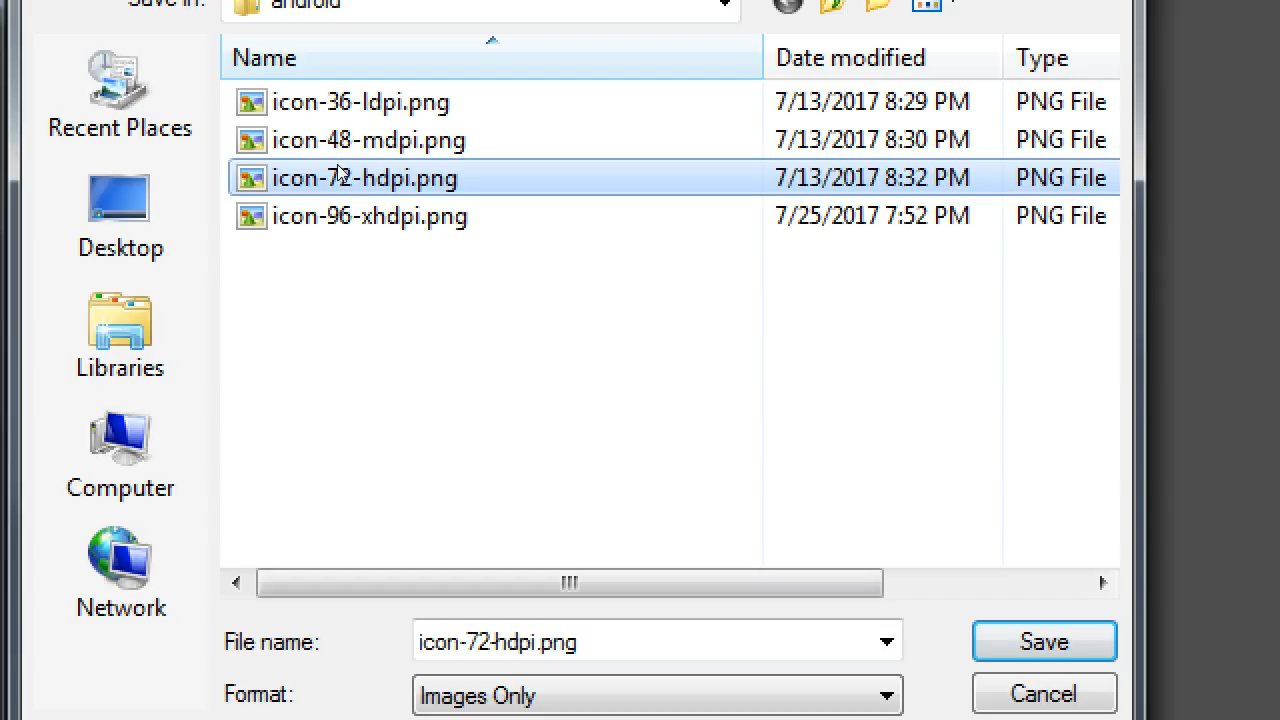 Save in: android
Name Date modified Type
icon-36-ldpi.png 7/13/2017 8:29 PM PNG File
icon-48-mdpi.png 7/13/2017 8:30 PM PNG File
icon-72-hdpi.png 7/13/2017 8:32 PM PNG File
icon-96-xhdpi.png 7/25/2017 7:52 PM PNG File
Recent Places
Desktop
Libraries
Computer
Network
File name: icon-72-hdpi.png Save
Format: Images Only Cancel